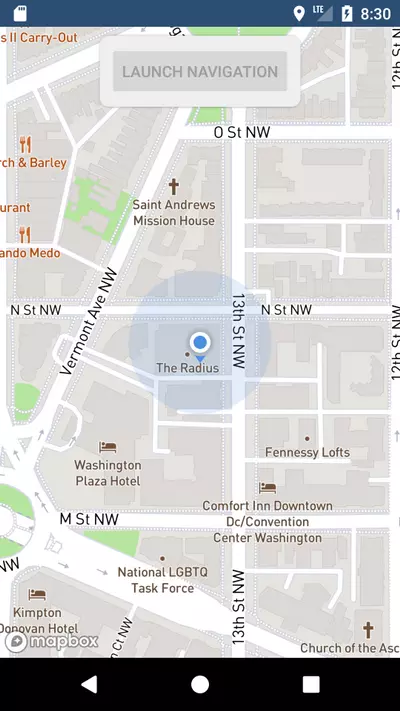 LTE
8:30
s II Carry-Out
12th S
LAUNCH NAVIGATION
O St NW
rch & Barley
Saint Andrews
Mission House
urant
ando Medo
Vermont Ave NW
N St NW
13th St NW
N St NW
The Radius
12th
Fennessy Lofts
Washington
Plaza Hotel
Comfort Inn Downtown
Dc/Convention
Center Washington
M St NW
National LGBTQ
Task Force
NW
Kimpton
Donovan Hotel
13th St NW
n Ct NW
Church of the Asc
mapbox